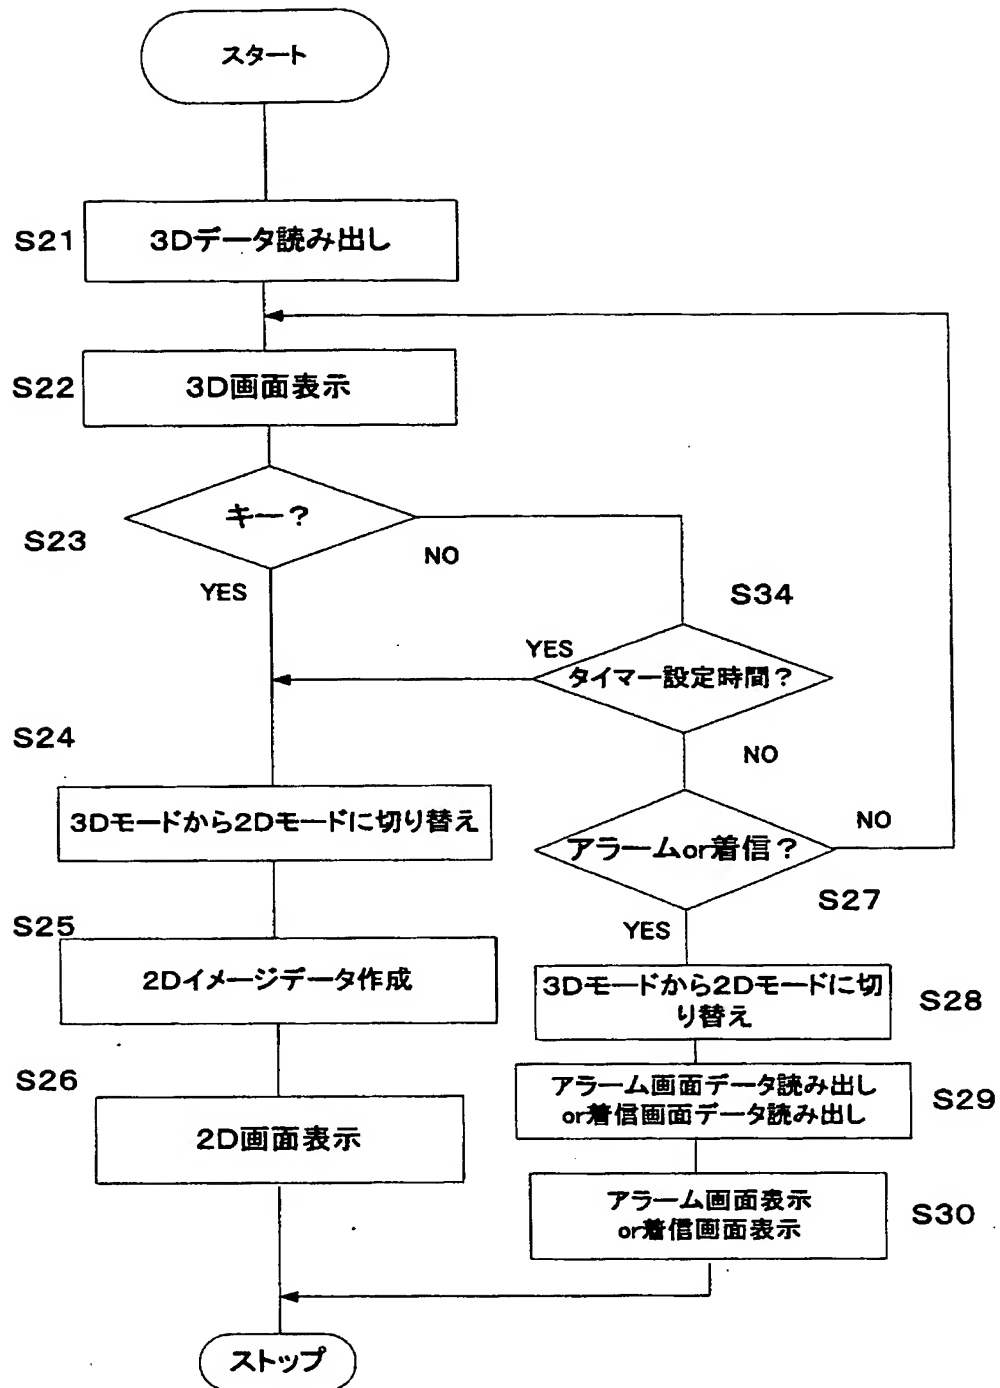 スタート
S21
3Dデータ読み出し
S22
3D画面表示
S23
キー?
NO
YES
S34
YES
タイマー設定時間?
NO
S24
3Dモードから2Dモードに切り替え
アラームor着信?
NO
S27
YES
S25
2Dイメージデータ作成
3Dモードから2Dモードに切
り替え
S28
S26
2D画面表示
アラーム画面データ読み出し
or着信画面データ読み出し
S29
アラーム画面表示
or着信画面表示
S30
ストップ